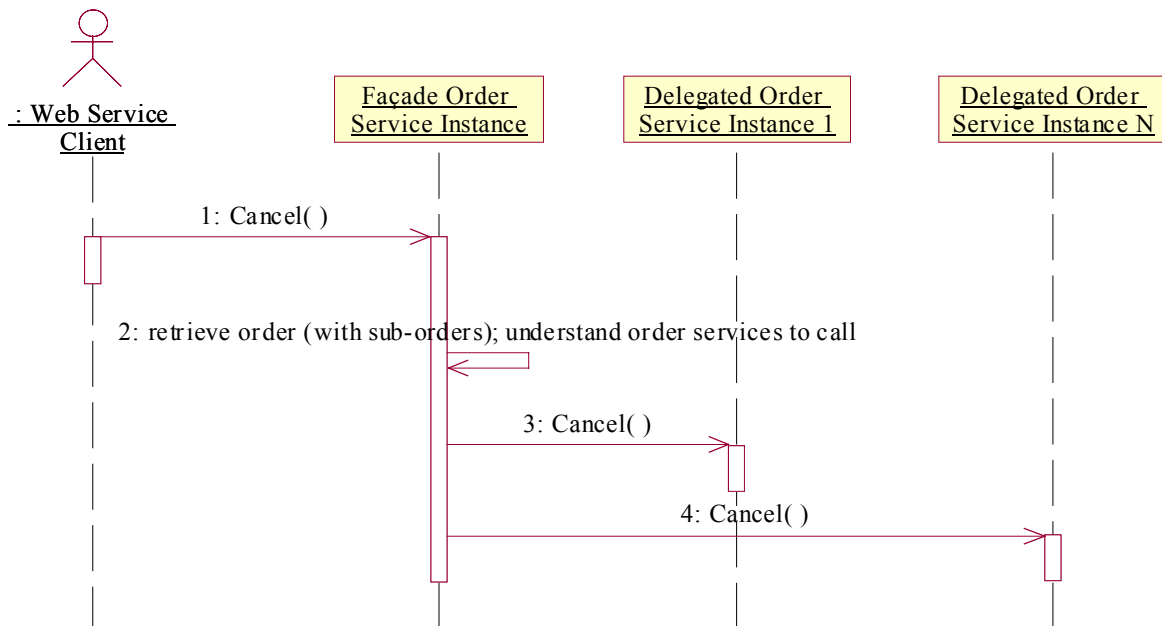 : Web Service
Client
Façade Order
Service Instance
Delegated Order
Service Instance 1
Delegated Order
Service Instance N
1: Cancel( )
2: retrieve order (with sub-orders); understand order services to call
3: Cancel( )
4: Cancel( )